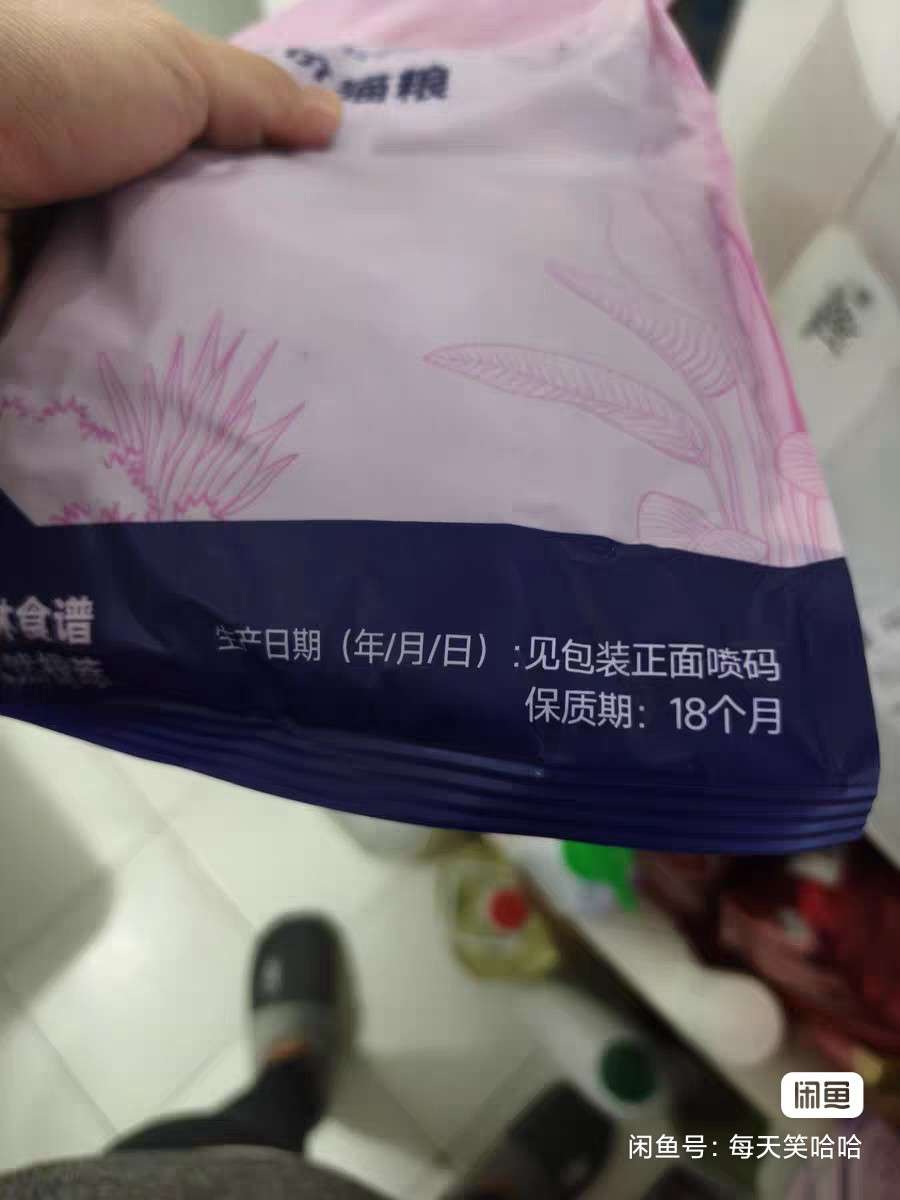 猫粮
林食谱
生产日期（年/月/日）:见包装正面喷码
保质期：18个月
闲鱼
闲鱼号：每天笑哈哈